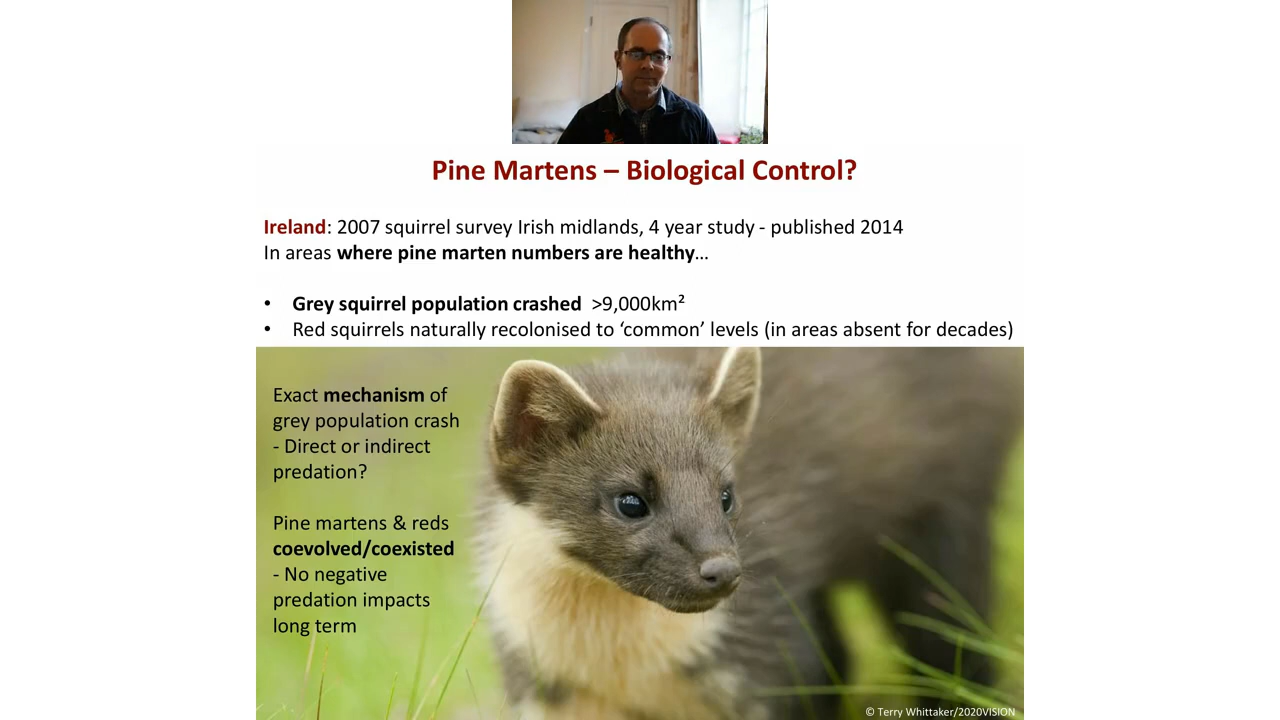 Pine Martens – Biological Control?
Ireland: 2007 squirrel survey Irish midlands, 4 year study - published 2014
In areas where pine marten numbers are healthy…
• Grey squirrel population crashed >9,000km²
• Red squirrels naturally recolonised to ‘common’ levels (in areas absent for decades)
Exact mechanism of
grey population crash
- Direct or indirect
predation?
Pine martens & reds
coevolved/coexisted
- No negative
predation impacts
long term
© Terry Whittaker/2020VISION